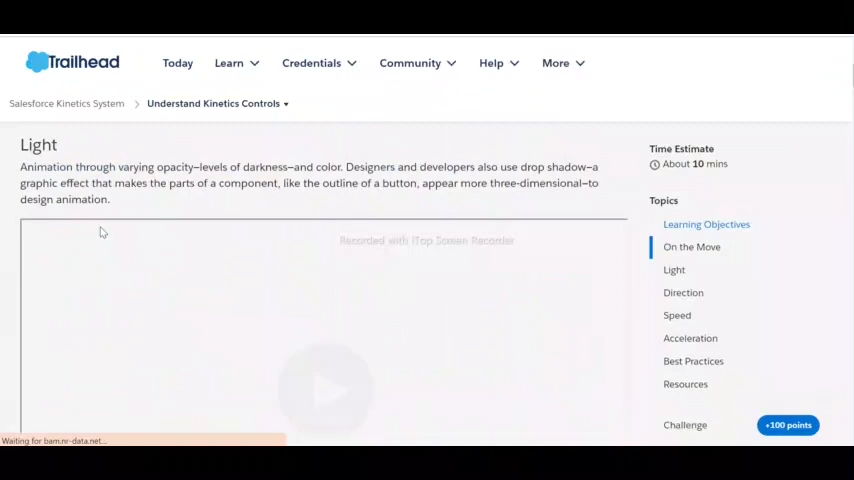 Trailhead
Today
Learn
Credentials
Community
Help
More
Salesforce Kinetics System
Understand Kinetics Controls
Light
Animation through varying opacity—levels of darkness—and color. Designers and developers also use drop shadow—a
graphic effect that makes the parts of a component, like the outline of a button, appear more three-dimensional—to
design animation.
Recorded with iTop Screen Recorder
Time Estimate
About 10 mins
Topics
Learning Objectives
On the Move
Light
Direction
Speed
Acceleration
Best Practices
Resources
Challenge
+100 points
Waiting for bam.nr-data.net...